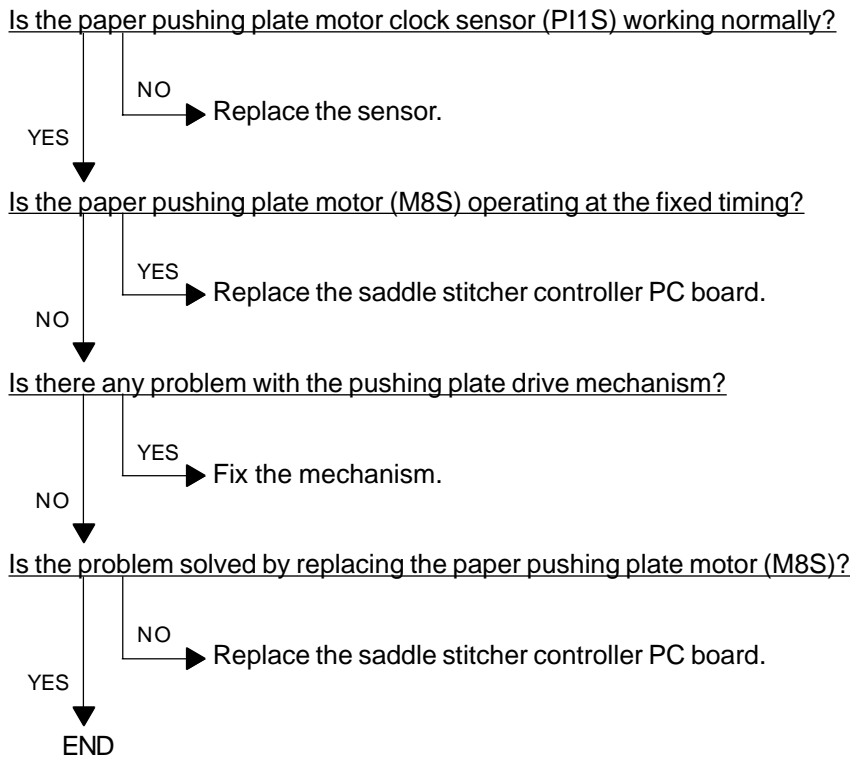 Is the paper pushing plate motor clock sensor (PI1S) working normally?
NO
Replace the sensor.
YES
Is the paper pushing plate motor (M8S) operating at the fixed timing?
YES
Replace the saddle stitcher controller PC board.
NO
Is there any problem with the pushing plate drive mechanism?
YES
Fix the mechanism.
NO
Is the problem solved by replacing the paper pushing plate motor (M8S)?
NO
Replace the saddle stitcher controller PC board.
YES
END